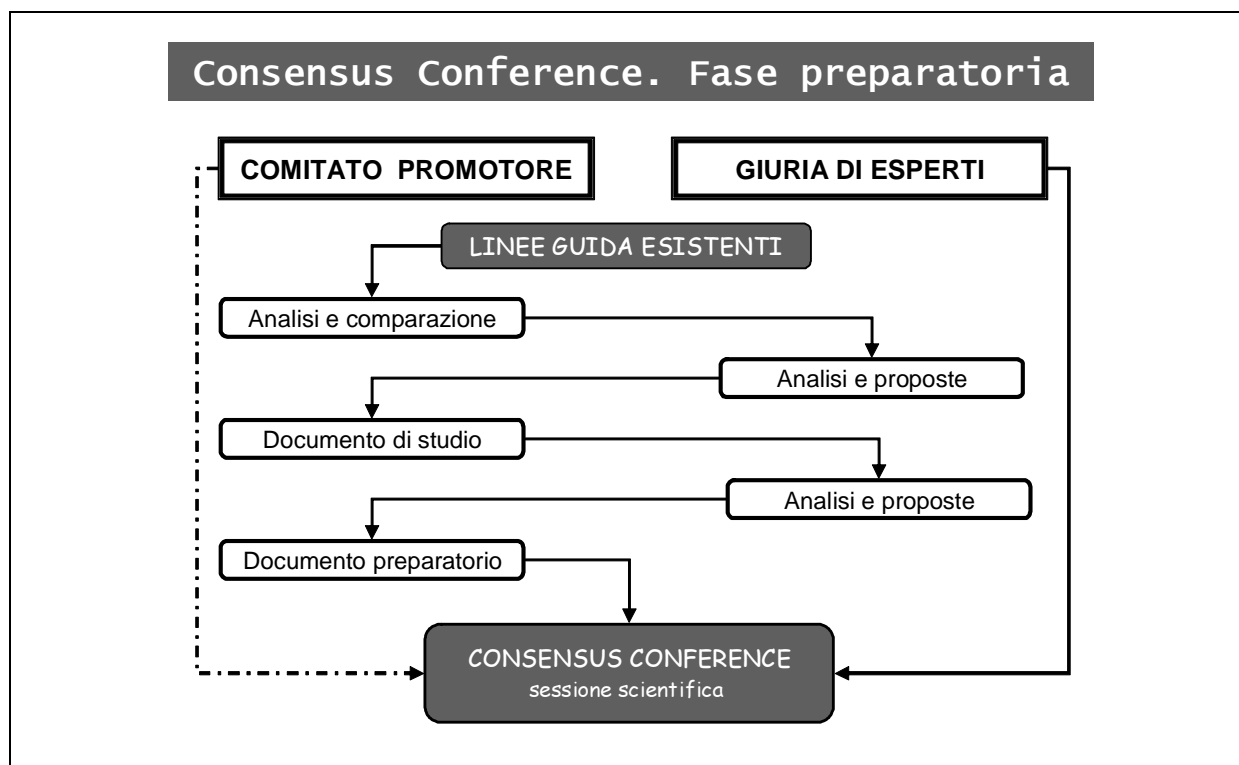 Consensus Conference. Fase preparatoria
COMITATO PROMOTORE
GIURIA DI ESPERTI
LINEE GUIDA ESISTENTI
Analisi e comparazione
Analisi e proposte
Documento di studio
Analisi e proposte
Documento preparatorio
CONSENSUS CONFERENCE
sessione scientifica